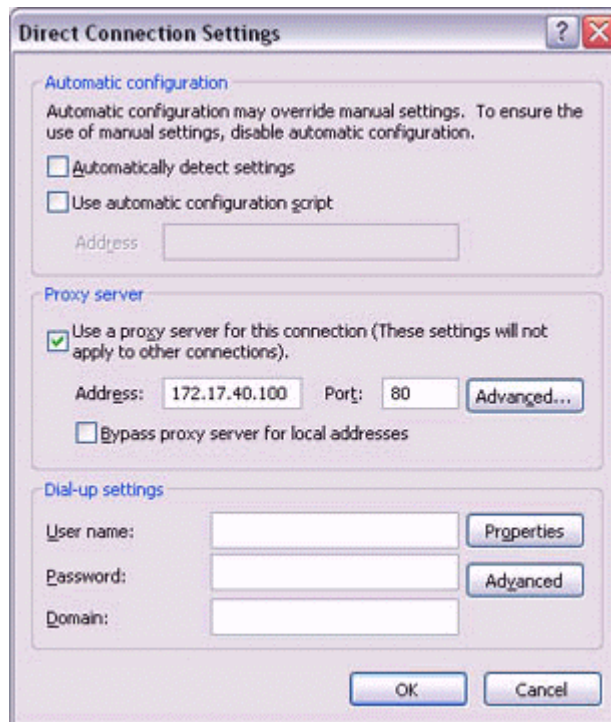 Direct Connection Settings
Automatic configuration
Automatic configuration may override manual settings. To ensure the
use of manual settings, disable automatic configuration.
Automatically detect settings
Use automatic configuration script
Address
Proxy server
Use a proxy server for this connection (These settings will not
apply to other connections).
Address: 172.17.40.100 Port: 80 Advanced...
Bypass proxy server for local addresses
Dial-up settings
User name: Properties
Password: Advanced
Domain:
OK Cancel